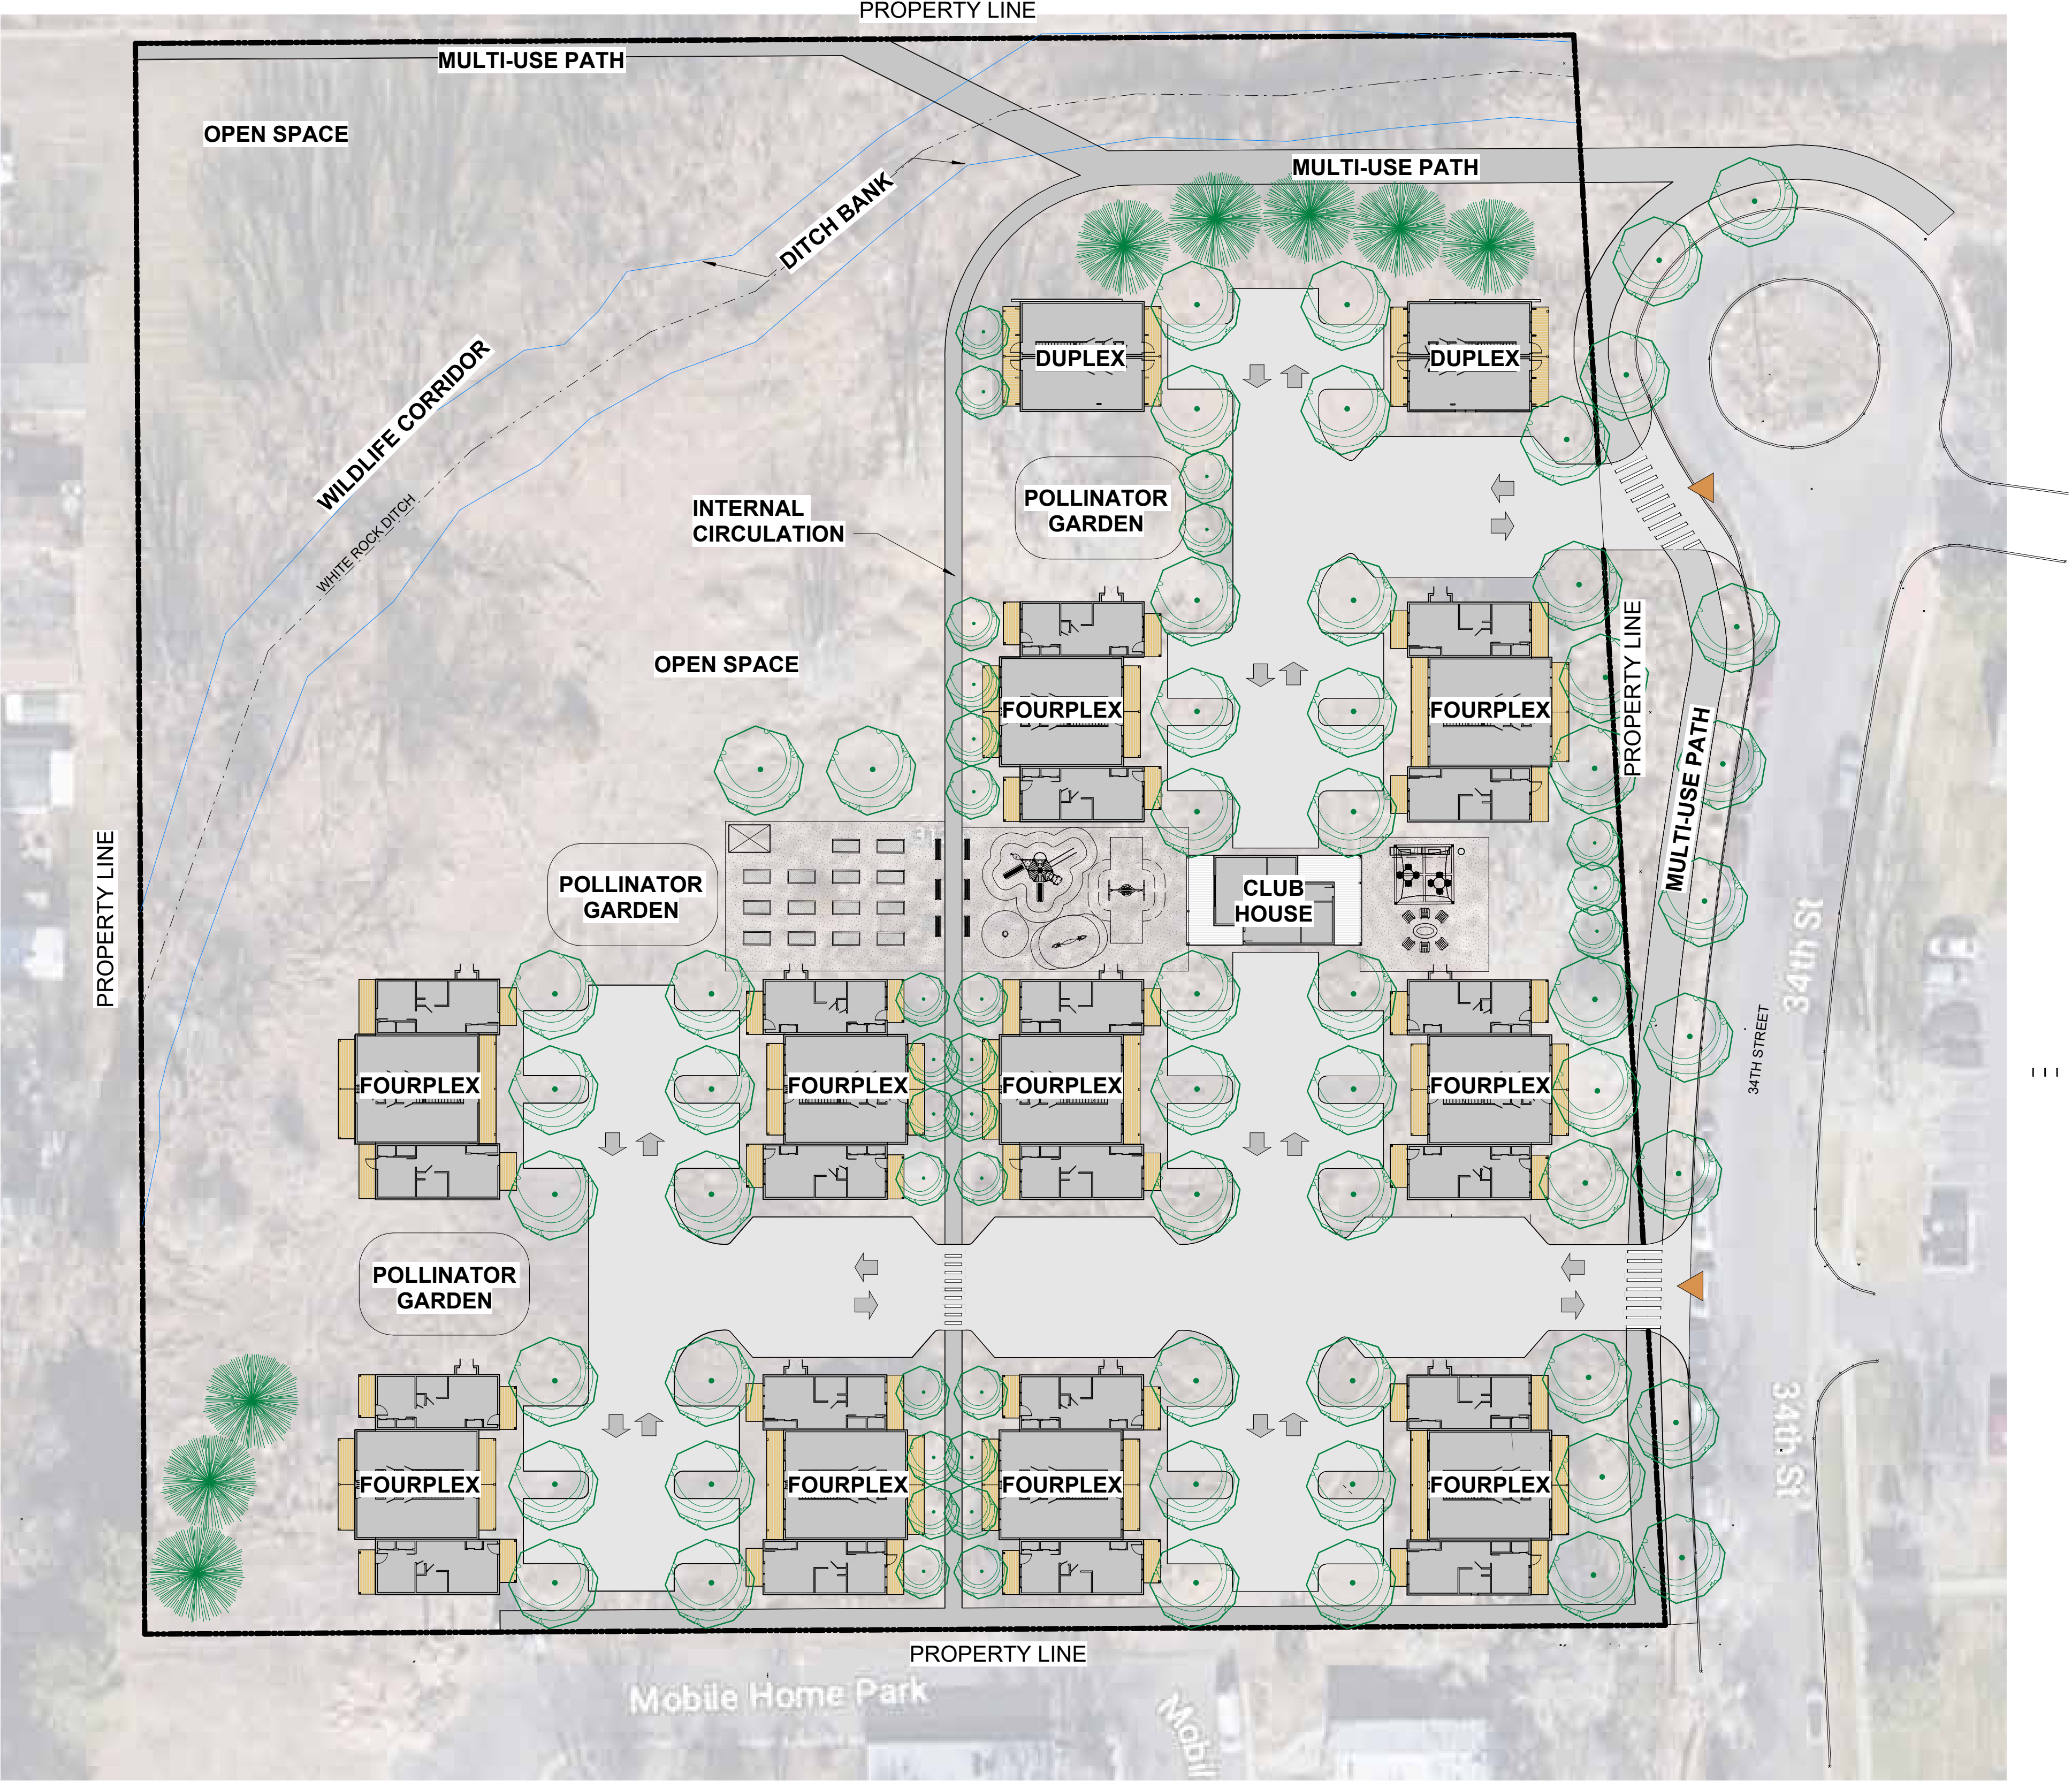 PROPERTY LINE
MULTI-USE PATH
OPEN SPACE
MULTI-USE PATH
DITCH BANK
DUPLEX
DUPLEX
WILDLIFE CORRIDOR
WHITE ROCK DITCH
INTERNAL
CIRCULATION
POLLINATOR
GARDEN
OPEN SPACE
FOURPLEX
FOURPLEX
PROPERTY LINE
MULTI-USE PATH
PROPERTY LINE
POLLINATOR
GARDEN
CLUB
HOUSE
34th St
34TH STREET
FOURPLEX
FOURPLEX
FOURPLEX
FOURPLEX
POLLINATOR
GARDEN
FOURPLEX
FOURPLEX
FOURPLEX
FOURPLEX
34th St
PROPERTY LINE
Mobile Home Park